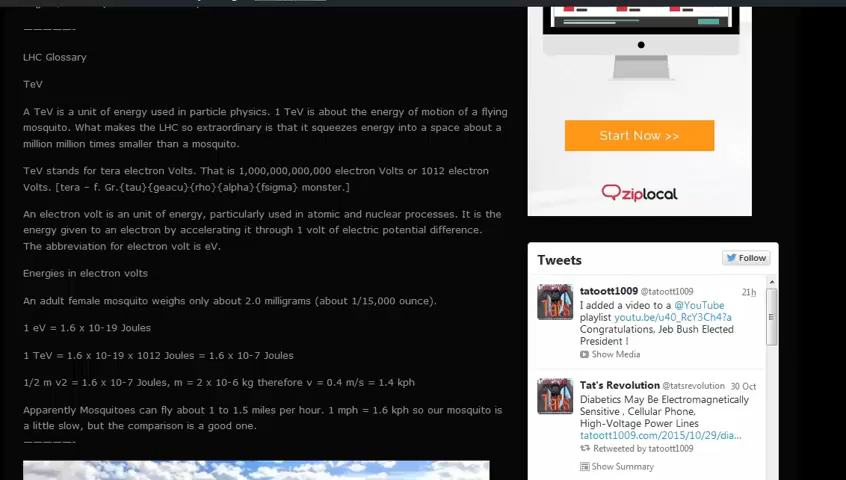 —————-
LHC Glossary
TeV
A TeV is a unit of energy used in particle physics. 1 TeV is about the energy of motion of a flying
mosquito. What makes the LHC so extraordinary is that it squeezes energy into a space about a
million million times smaller than a mosquito.
TeV stands for tera electron Volts. That is 1,000,000,000,000 electron Volts or 1012 electron
Volts. [tera – f. Gr.{tau}{geacu}{rho}{alpha}{fsigma} monster.]
An electron volt is an unit of energy, particularly used in atomic and nuclear processes. It is the
energy given to an electron by accelerating it through 1 volt of electric potential difference.
The abbreviation for electron volt is eV.
Energies in electron volts
An adult female mosquito weighs only about 2.0 milligrams (about 1/15,000 ounce).
1 eV = 1.6 x 10-19 Joules
1 TeV = 1.6 x 10-19 x 1012 Joules = 1.6 x 10-7 Joules
1/2 m v2 = 1.6 x 10-7 Joules, m = 2 x 10-6 kg therefore v = 0.4 m/s = 1.4 kph
Apparently Mosquitoes can fly about 1 to 1.5 miles per hour. 1 mph = 1.6 kph so our mosquito is
a little slow, but the comparison is a good one.
—————-
Start Now >>
ziplocal
Tweets
Follow
tatoott1009 @tatoott1009 21h
I added a video to a @YouTube
playlist youtu.be/u40_RcY3Ch4?a
Congratulations, Jeb Bush Elected
President !
Show Media
Tat's Revolution @tatsrevolution 30 Oct
Diabetics May Be Electromagnetically
Sensitive , Cellular Phone,
High-Voltage Power Lines
tatoott1009.com/2015/10/29/dia...
Retweeted by tatoott1009
Show Summary